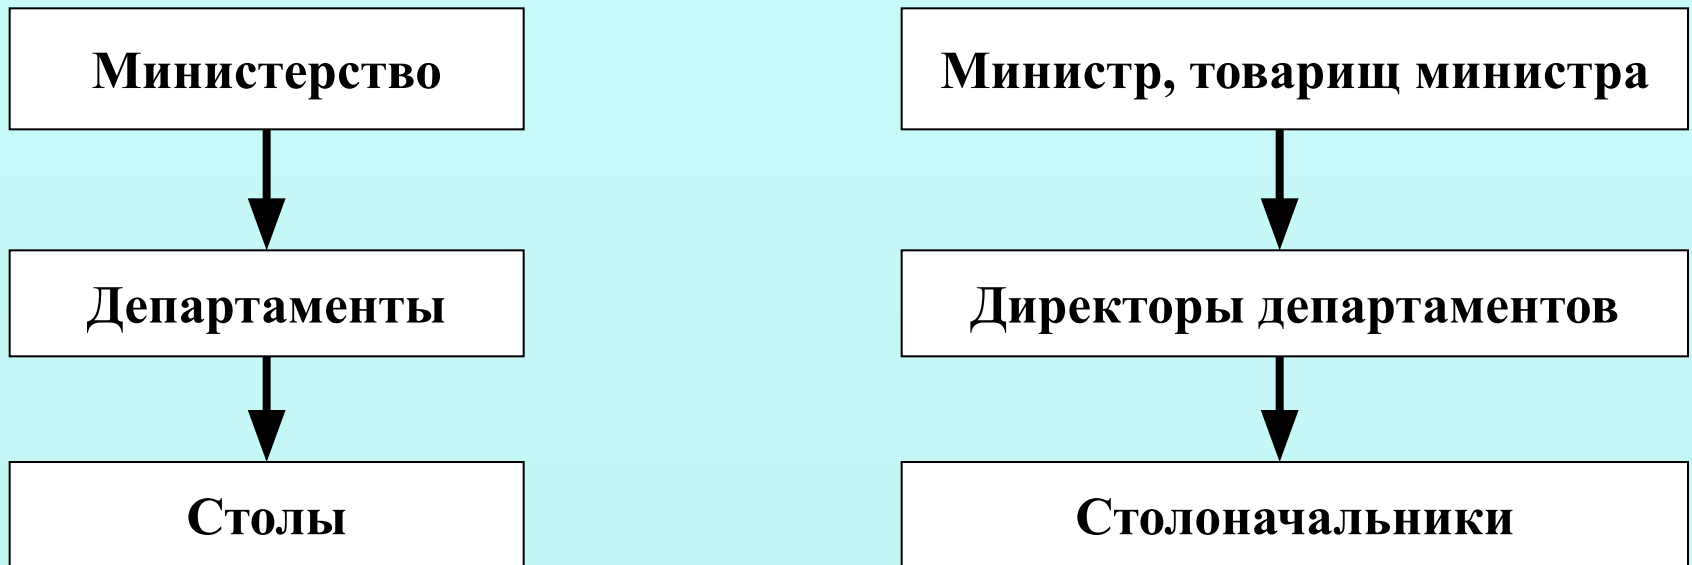 Министерство
Министр, товарищ министра
Департаменты
Директоры департаментов
Столы
Столоначальники